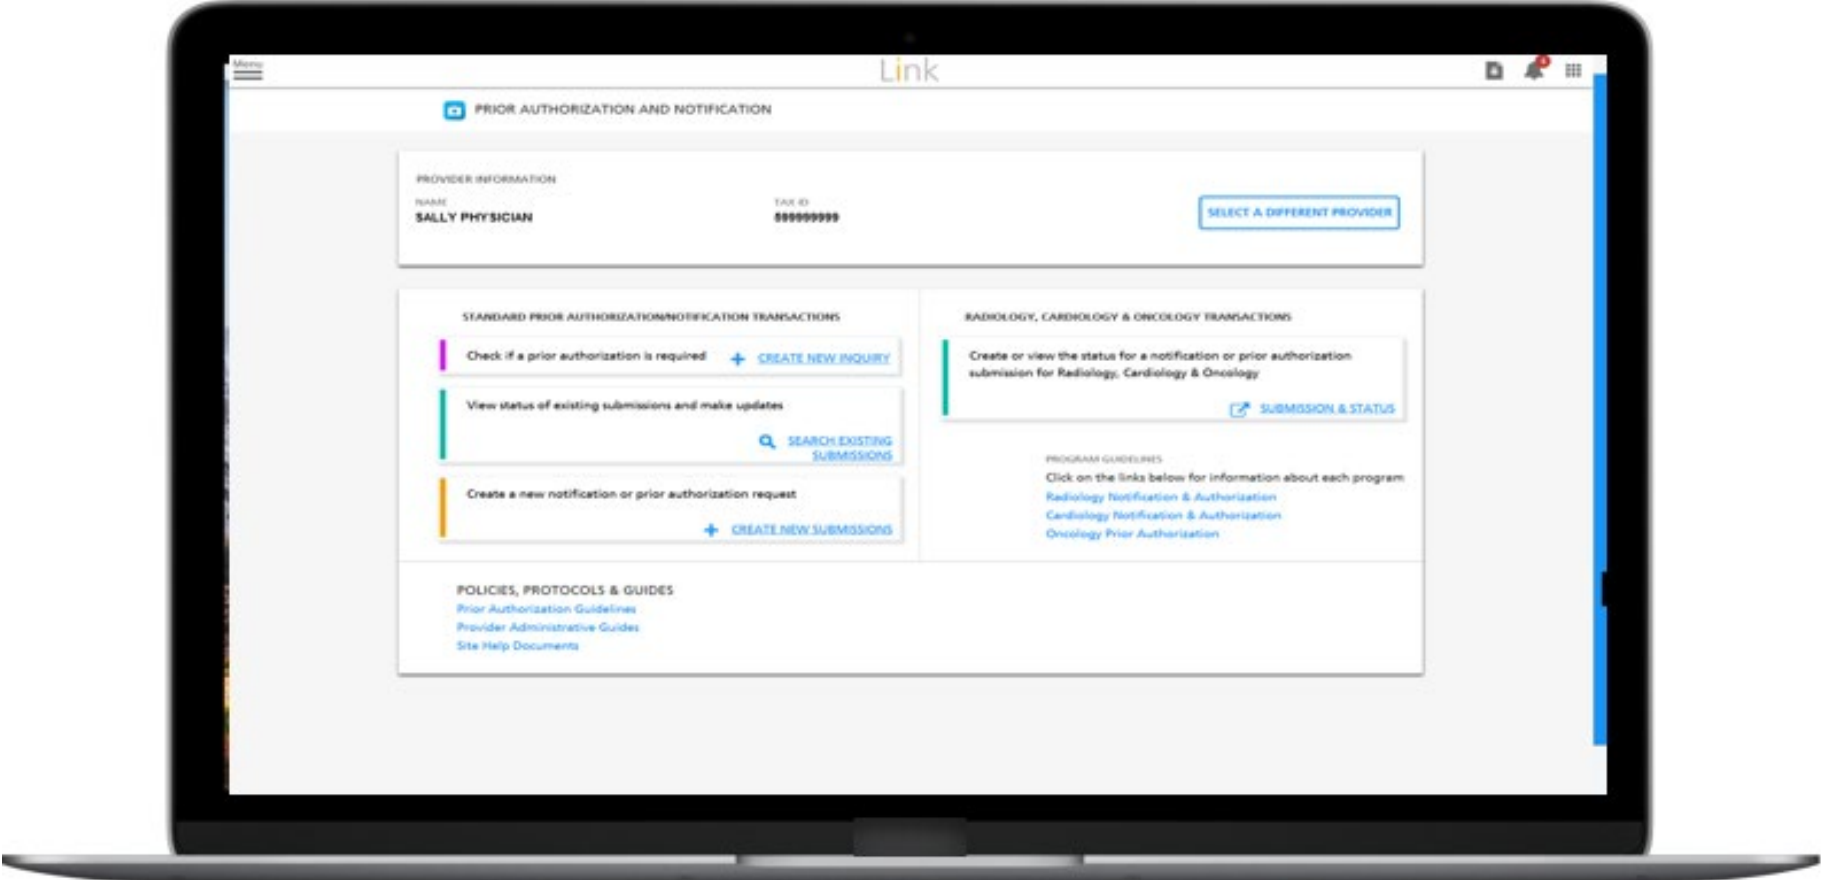 Menu
Link
PRIOR AUTHORIZATION AND NOTIFICATION
PROVIDER INFORMATION
NAME
SALLY PHYSICIAN
TAX ID
SELECT A DIFFERENT PROVIDER
STANDARD PRIOR AUTHORIZATION/NOTIFICATION TRANSACTIONS
Check if a prior authorization is required
CREATE NEW INQUIRY
View status of existing submissions and make updates
SEARCH EXISTING
SUBMISSIONS
Create a new notification or prior authorization request
CREATE NEW SUBMISSIONS
RADIOLOGY, CARDIOLOGY & ONCOLOGY TRANSACTIONS
Create or view the status for a notification or prior authorization
submission for Radiology, Cardiology & Oncology
SUBMISSION & STATUS
PROGRAM GUIDELINES
Click on the links below for information about each program
Radiology Notification & Authorization
Cardiology Notification & Authorization
Oncology Prior Authorization
POLICIES, PROTOCOLS & GUIDES
Prior Authorization Guidelines
Provider Administrative Guides
Site Help Documents